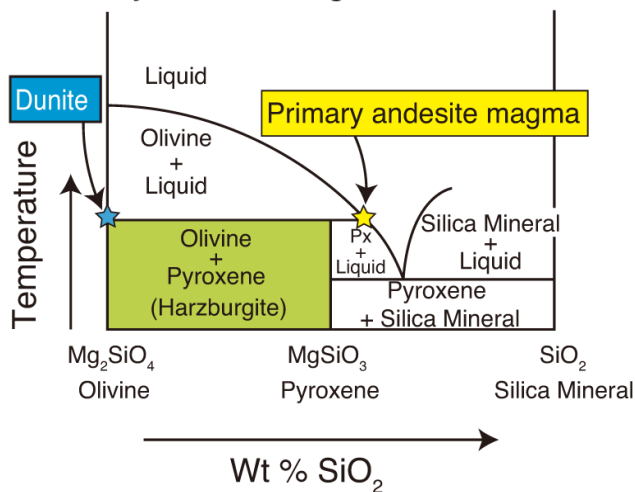 Liquid
Dunite
Primary andesite magma
Olivine
+
Liquid
Temperature
Silica Mineral
+
Liquid
Px
+
Liquid
Olivine
+
Pyroxene
(Harzburgite)
Pyroxene
+ Silica Mineral
Mg₂SiO₄
Olivine
MgSiO₃
Pyroxene
SiO₂
Silica Mineral
Wt % SiO₂